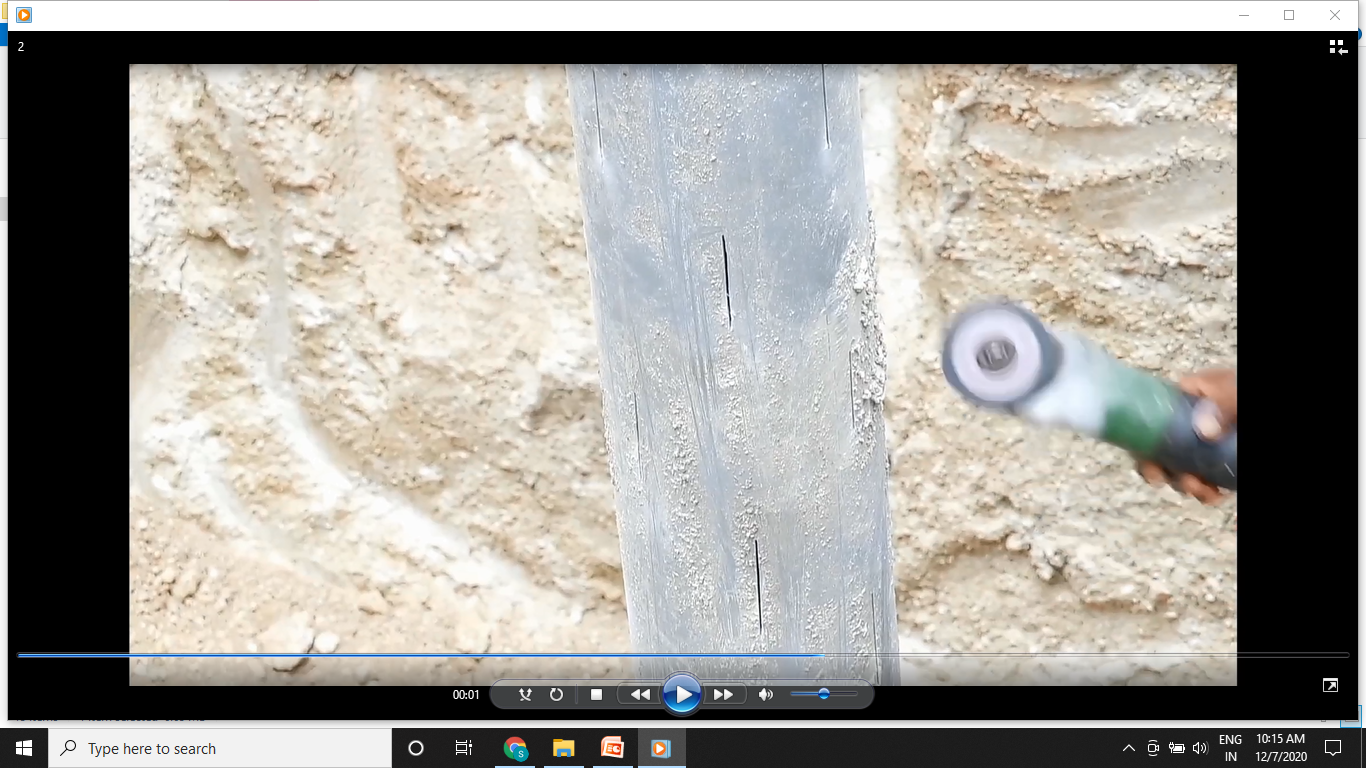 2
00:01
Type here to search
ENG
IN
10:15 AM
12/7/2020